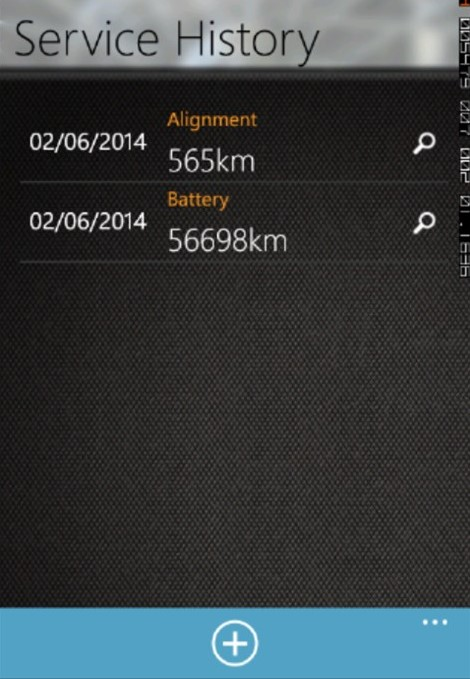 Service History
02/06/2014
Alignment
565km
02/06/2014
Battery
56698km